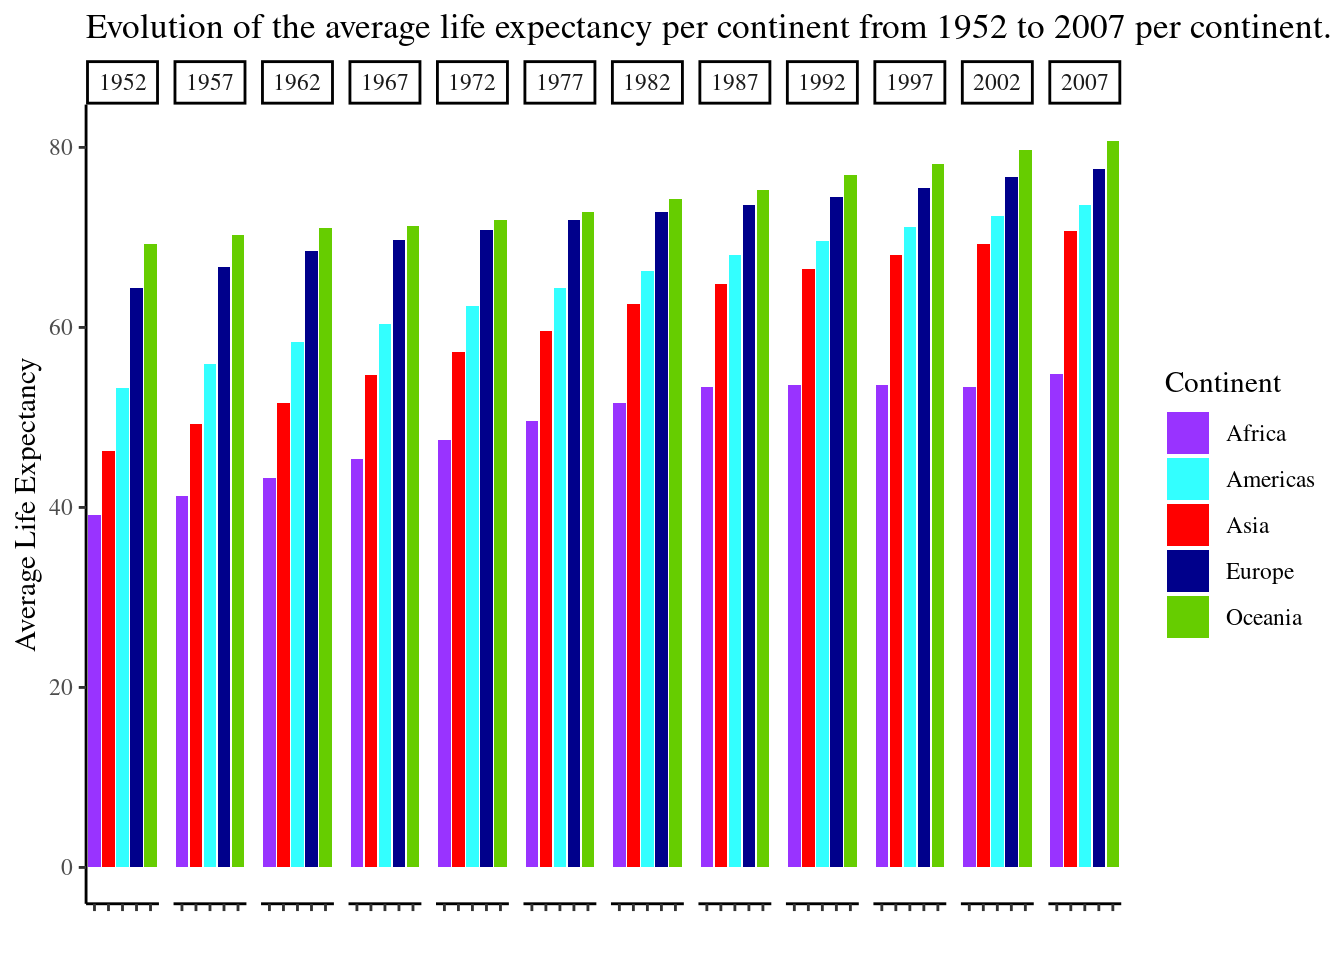 Evolution of the average life expectancy per continent from 1952 to 2007 per continent.
1952 1957 1962 1967 1972 1977 1982 1987 1992 1997 2002 2007
80
60
40
20
0
Average Life Expectancy
Continent
Africa
Americas
Asia
Europe
Oceania